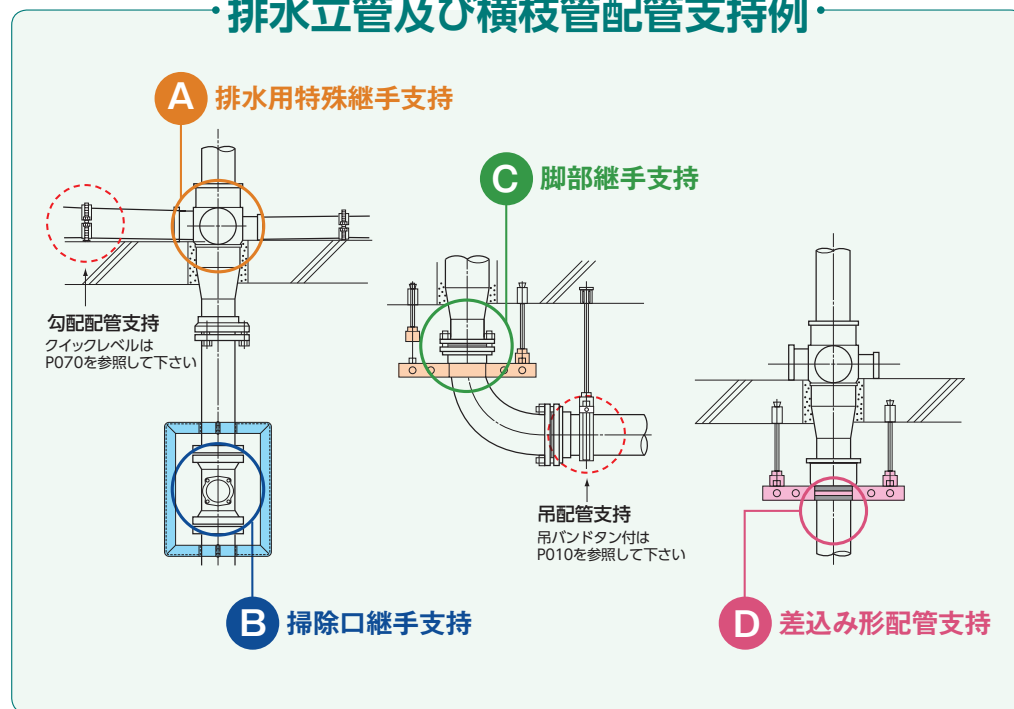 排水立管及び横枝管配管支持例
A 排水用特殊継手支持
C 脚部継手支持
勾配配管支持
クイックレベルは
P070を参照して下さい
吊配管支持
吊バンドタン付は
P010を参照して下さい
B 掃除口継手支持
D 差込み形配管支持